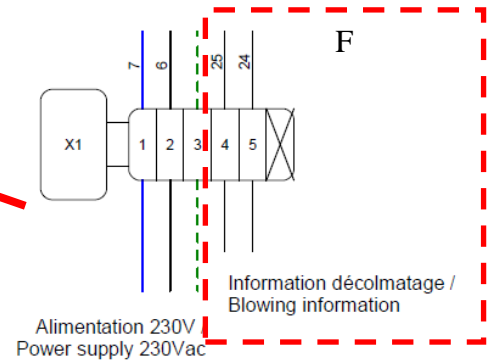 F
7
6
25
24
X1
1
2
3
4
5
Information décolmatage /
Blowing information
Alimentation 230V /
Power supply 230Vac